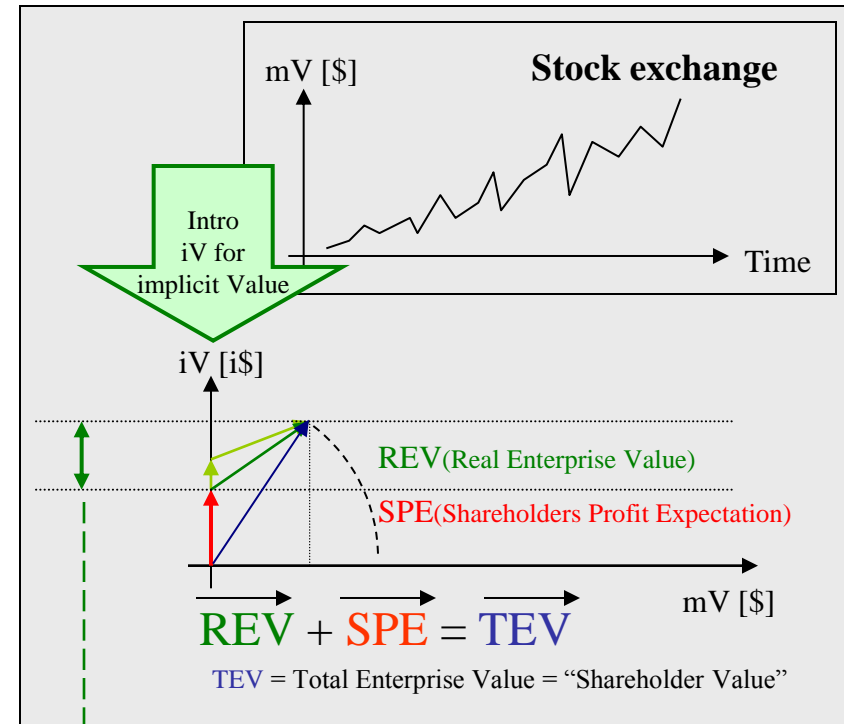 mV [$]
Stock exchange
Time
Intro
iV for
implicit Value
iV [i$]
REV(Real Enterprise Value)
SPE(Shareholders Profit Expectation)
mV [$]
REV + SPE = TEV
TEV = Total Enterprise Value = “Shareholder Value”